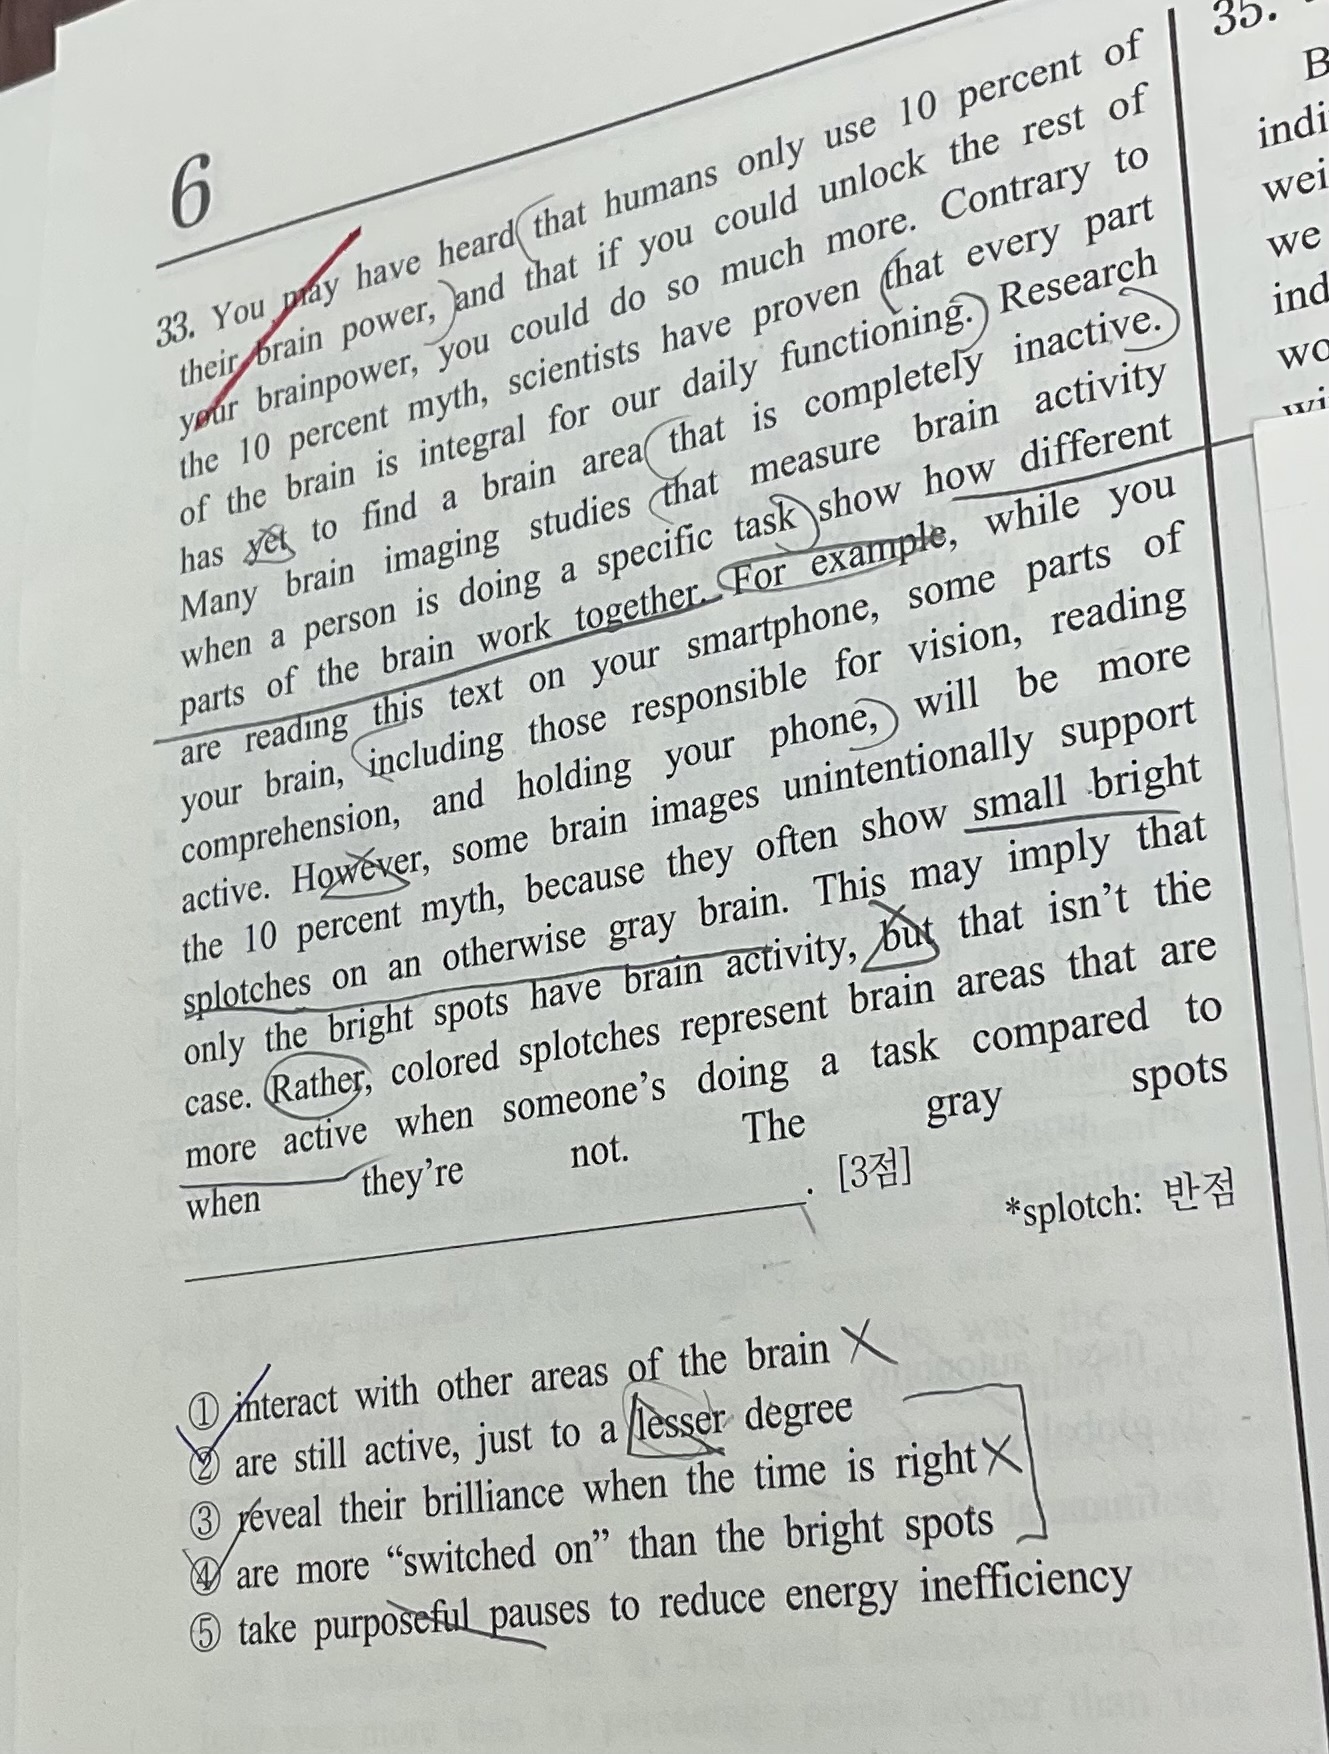 6
33. You may have heard that humans only use 10 percent of
their brain power, and that if you could unlock the rest of
your brainpower, you could do so much more. Contrary to
the 10 percent myth, scientists have proven that every part
of the brain is integral for our daily functioning. Research
has yet to find a brain area that is completely inactive.
Many brain imaging studies that measure brain activity
when a person is doing a specific task show how different
parts of the brain work together. For example, while you
are reading this text on your smartphone, some parts of
your brain, including those responsible for vision, reading
comprehension, and holding your phone, will be more
active. However, some brain images unintentionally support
the 10 percent myth, because they often show small bright
splotches on an otherwise gray brain. This may imply that
only the bright spots have brain activity, but that isn't the
case. Rather, colored splotches represent brain areas that are
more active when someone's doing a task compared to
when they're not. The gray spots
. [3점]
*splotch: 반점
① interact with other areas of the brain
② are still active, just to a lesser degree
③ reveal their brilliance when the time is right
④ are more “switched on” than the bright spots
⑤ take purposeful pauses to reduce energy inefficiency
35.
B
indi
wei
we
ind
wo